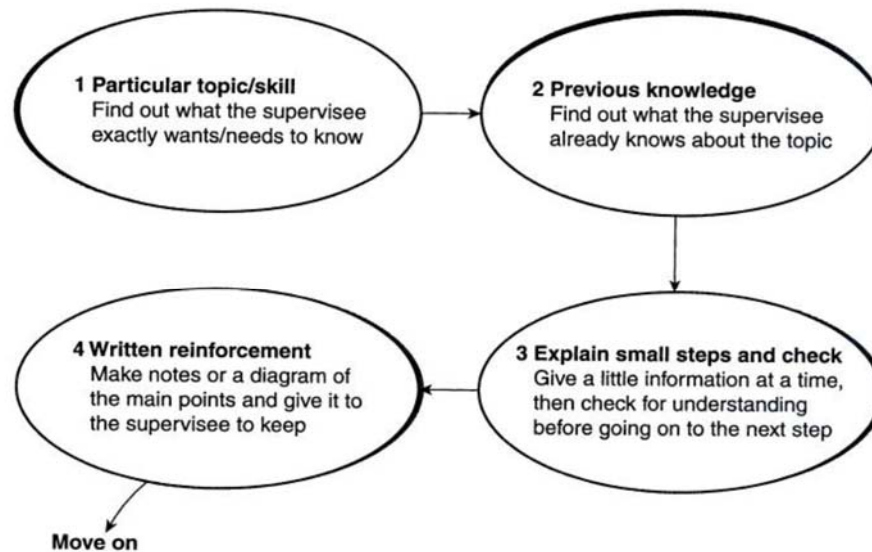 1 Particular topic/skill
Find out what the supervisee
exactly wants/needs to know
2 Previous knowledge
Find out what the supervisee
already knows about the topic
3 Explain small steps and check
Give a little information at a time,
then check for understanding
before going on to the next step
4 Written reinforcement
Make notes or a diagram of
the main points and give it to
the supervisee to keep
Move on